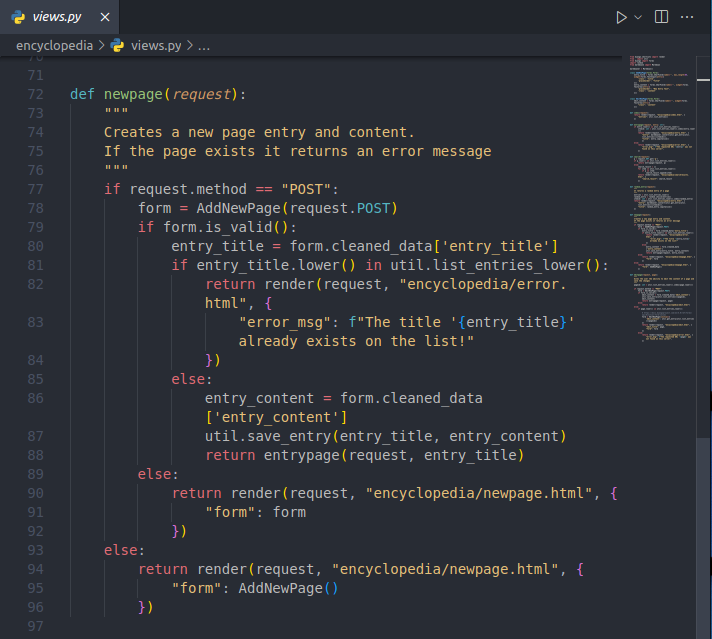 views.py
encyclopedia > views.py > ...
71
72 def newpage(request):
73 """
74 Creates a new page entry and content.
75 If the page exists it returns an error message
76 """
77 if request.method == "POST":
78 form = AddNewPage(request.POST)
79 if form.is_valid():
80 entry_title = form.cleaned_data['entry_title']
81 if entry_title.lower() in util.list_entries_lower():
82 return render(request, "encyclopedia/error.
html", {
83 "error_msg": f"The title '{entry_title}'
already exists on the list!"
84 })
85 else:
86 entry_content = form.cleaned_data
['entry_content']
87 util.save_entry(entry_title, entry_content)
88 return entrypage(request, entry_title)
89 else:
90 return render(request, "encyclopedia/newpage.html", {
91 "form": form
92 })
93 else:
94 return render(request, "encyclopedia/newpage.html", {
95 "form": AddNewPage()
96 })
97